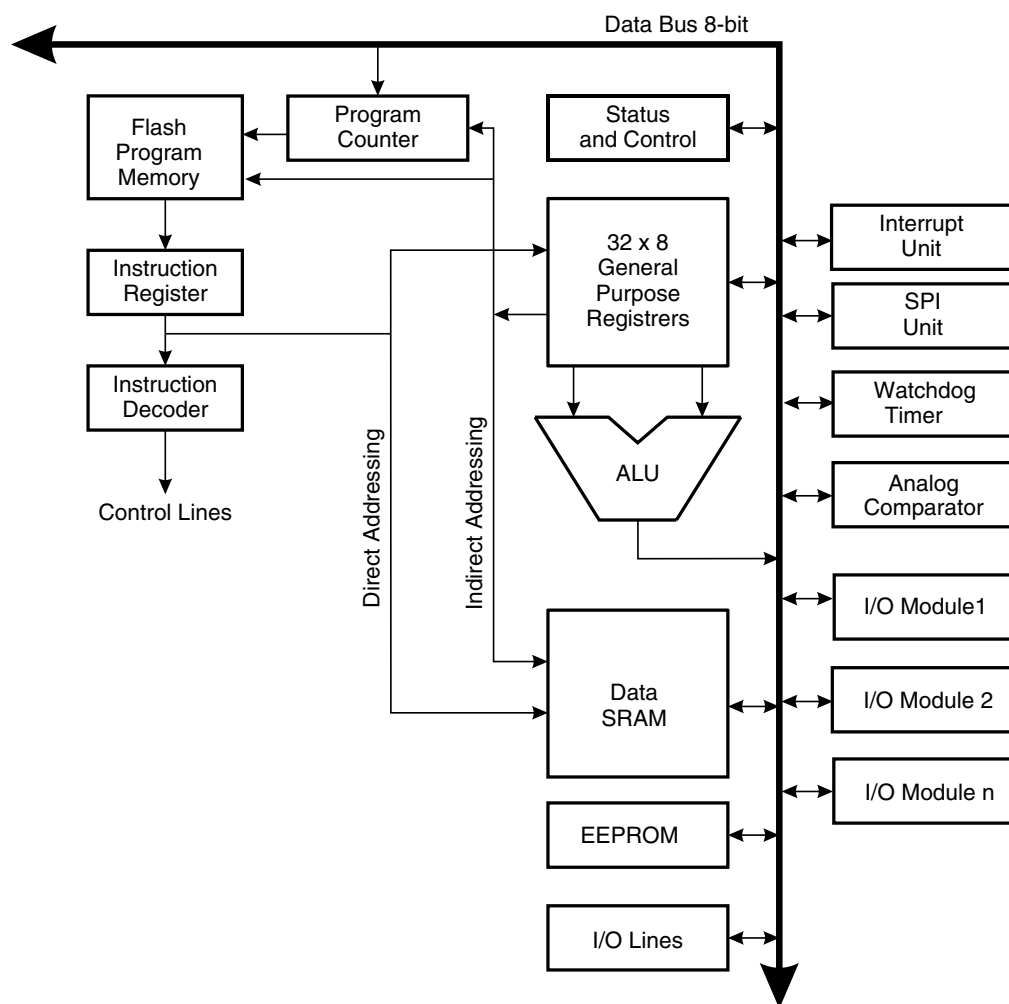 Data Bus 8-bit
Flash
Program
Memory
Program
Counter
Status
and Control
Interrupt
Unit
32 x 8
General
Purpose
Registrers
Instruction
Register
SPI
Unit
Instruction
Decoder
Watchdog
Timer
ALU
Analog
Comparator
Control Lines
Direct Addressing
Indirect Addressing
I/O Module1
Data
SRAM
I/O Module 2
I/O Module n
EEPROM
I/O Lines